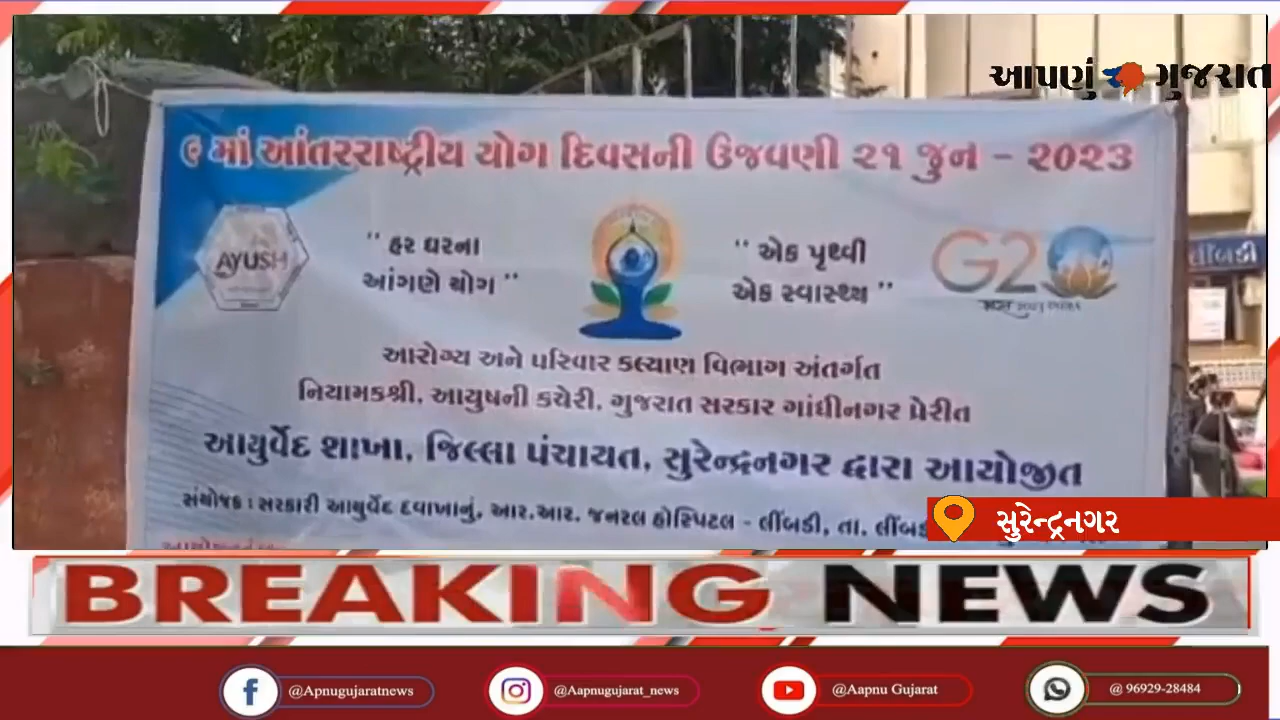 આપણું ગુજરાત
૯ માં આંતરરાષ્ટ્રીય યોગ દિવસની ઉજવણી ૨૧ જુન - ૨૦૨૩
AYUSH
"હર ઘરના
આંગણે યોગ"
"એક પૃથ્વી
એક સ્વાસ્થ્ય"
G20
આરોગ્ય અને પરિવાર કલ્યાણ વિભાગ અંતર્ગત
નિયામકશ્રી, આયુષની કચેરી, ગુજરાત સરકાર ગાંધીનગર પ્રેરીત
આયુર્વેદ શાખા, જિલ્લા પંચાયત, સુરેન્દ્રનગર દ્વારા આયોજીત
સંયોજક : સરકારી આયુર્વેદ દવાખાનું, આર.આર. જનરલ હોસ્પિટલ - લીંબડી, તા. લીંબડી
લીંબડી
સુરેન્દ્રનગર
BREAKING NEWS
@Apnugujaratnews
@Aapnugujarat_news
@Aapnu Gujarat
@ 96929-28484